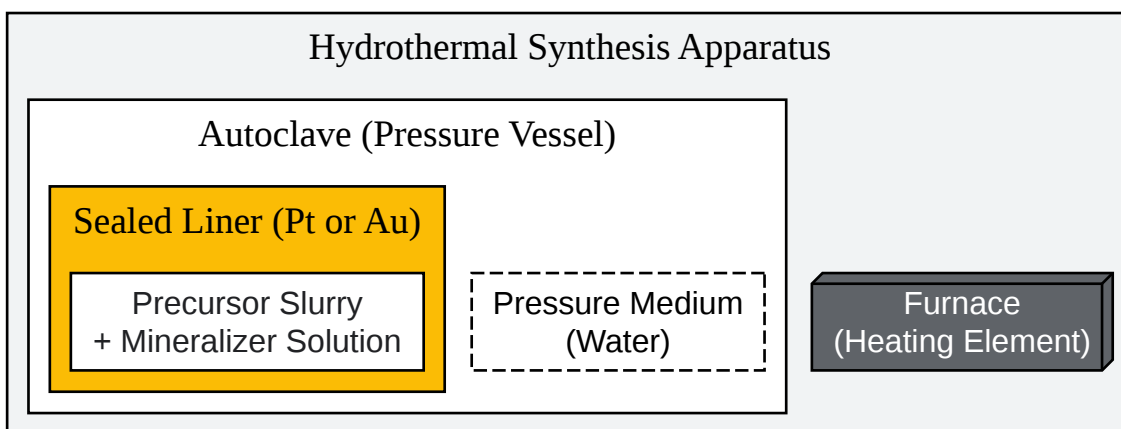 Hydrothermal Synthesis Apparatus
Autoclave (Pressure Vessel)
Sealed Liner (Pt or Au)
Precursor Slurry
+ Mineralizer Solution
Pressure Medium
(Water)
Furnace
(Heating Element)